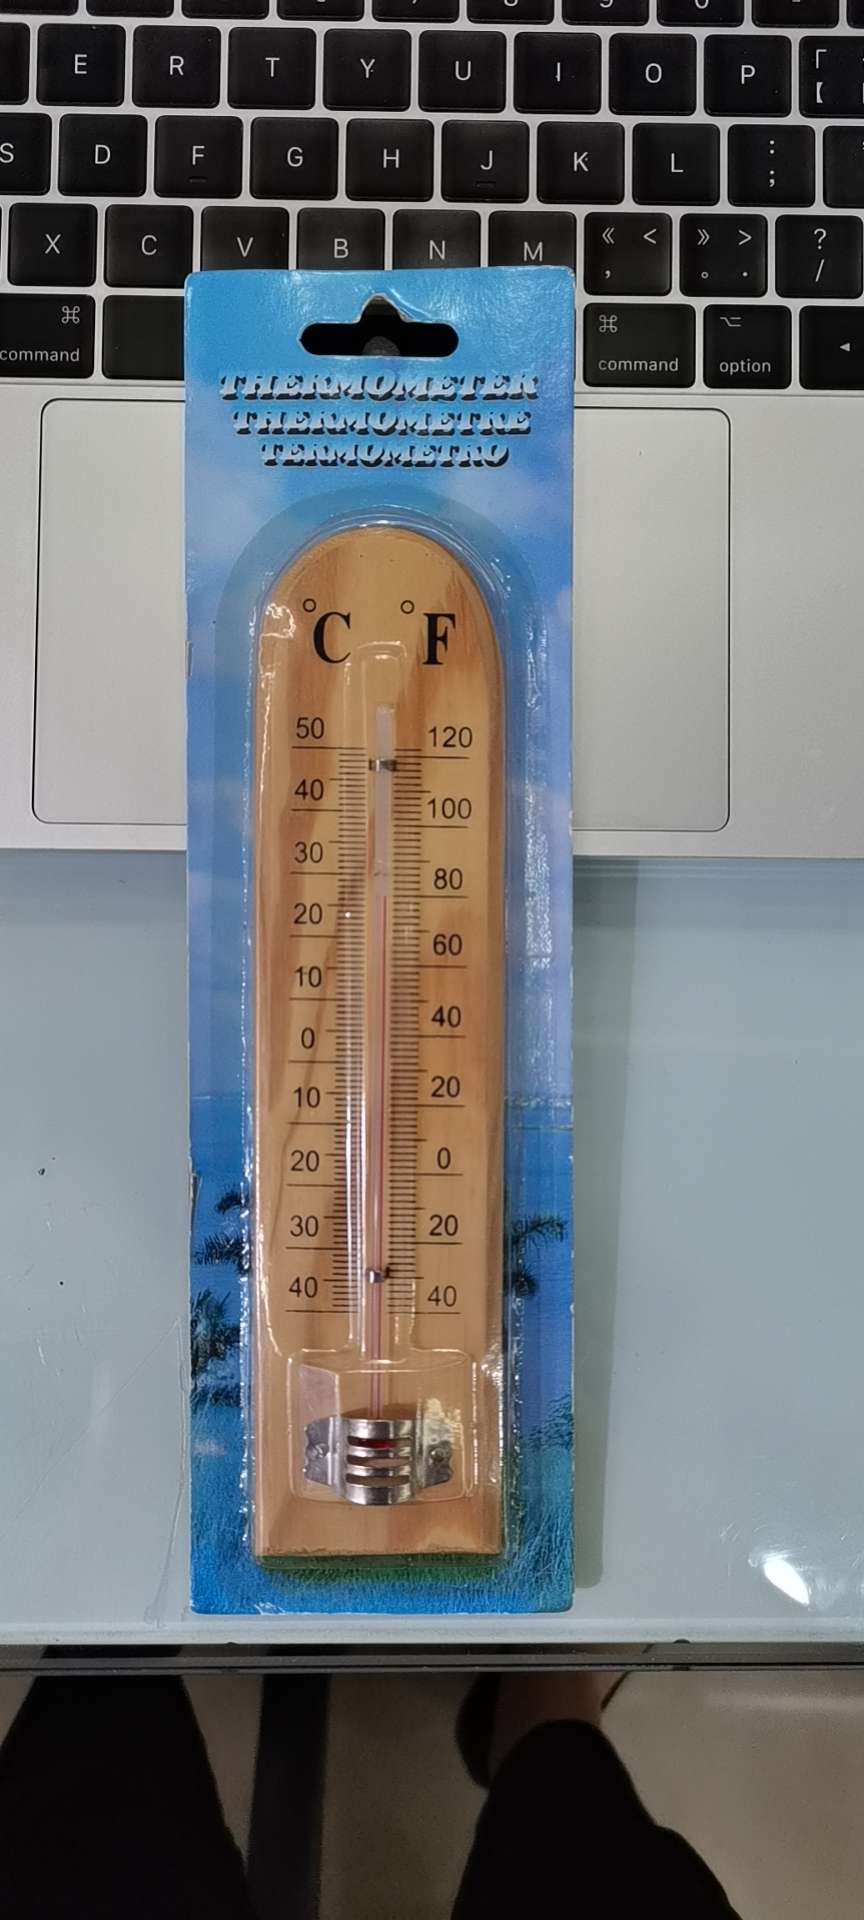 E R T Y U I O P 「 【
S D F G H J K L : ;
X C V B N M 《 < , 》 > 。 . ? /
⌘ command ⌘ command ⌥ option ◂
THERMOMETER
THERMOMETRE
TERMOMETRO
°C °F
50 120
40 100
30 80
20 60
10 40
0 20
10 0
20 20
30 40
40